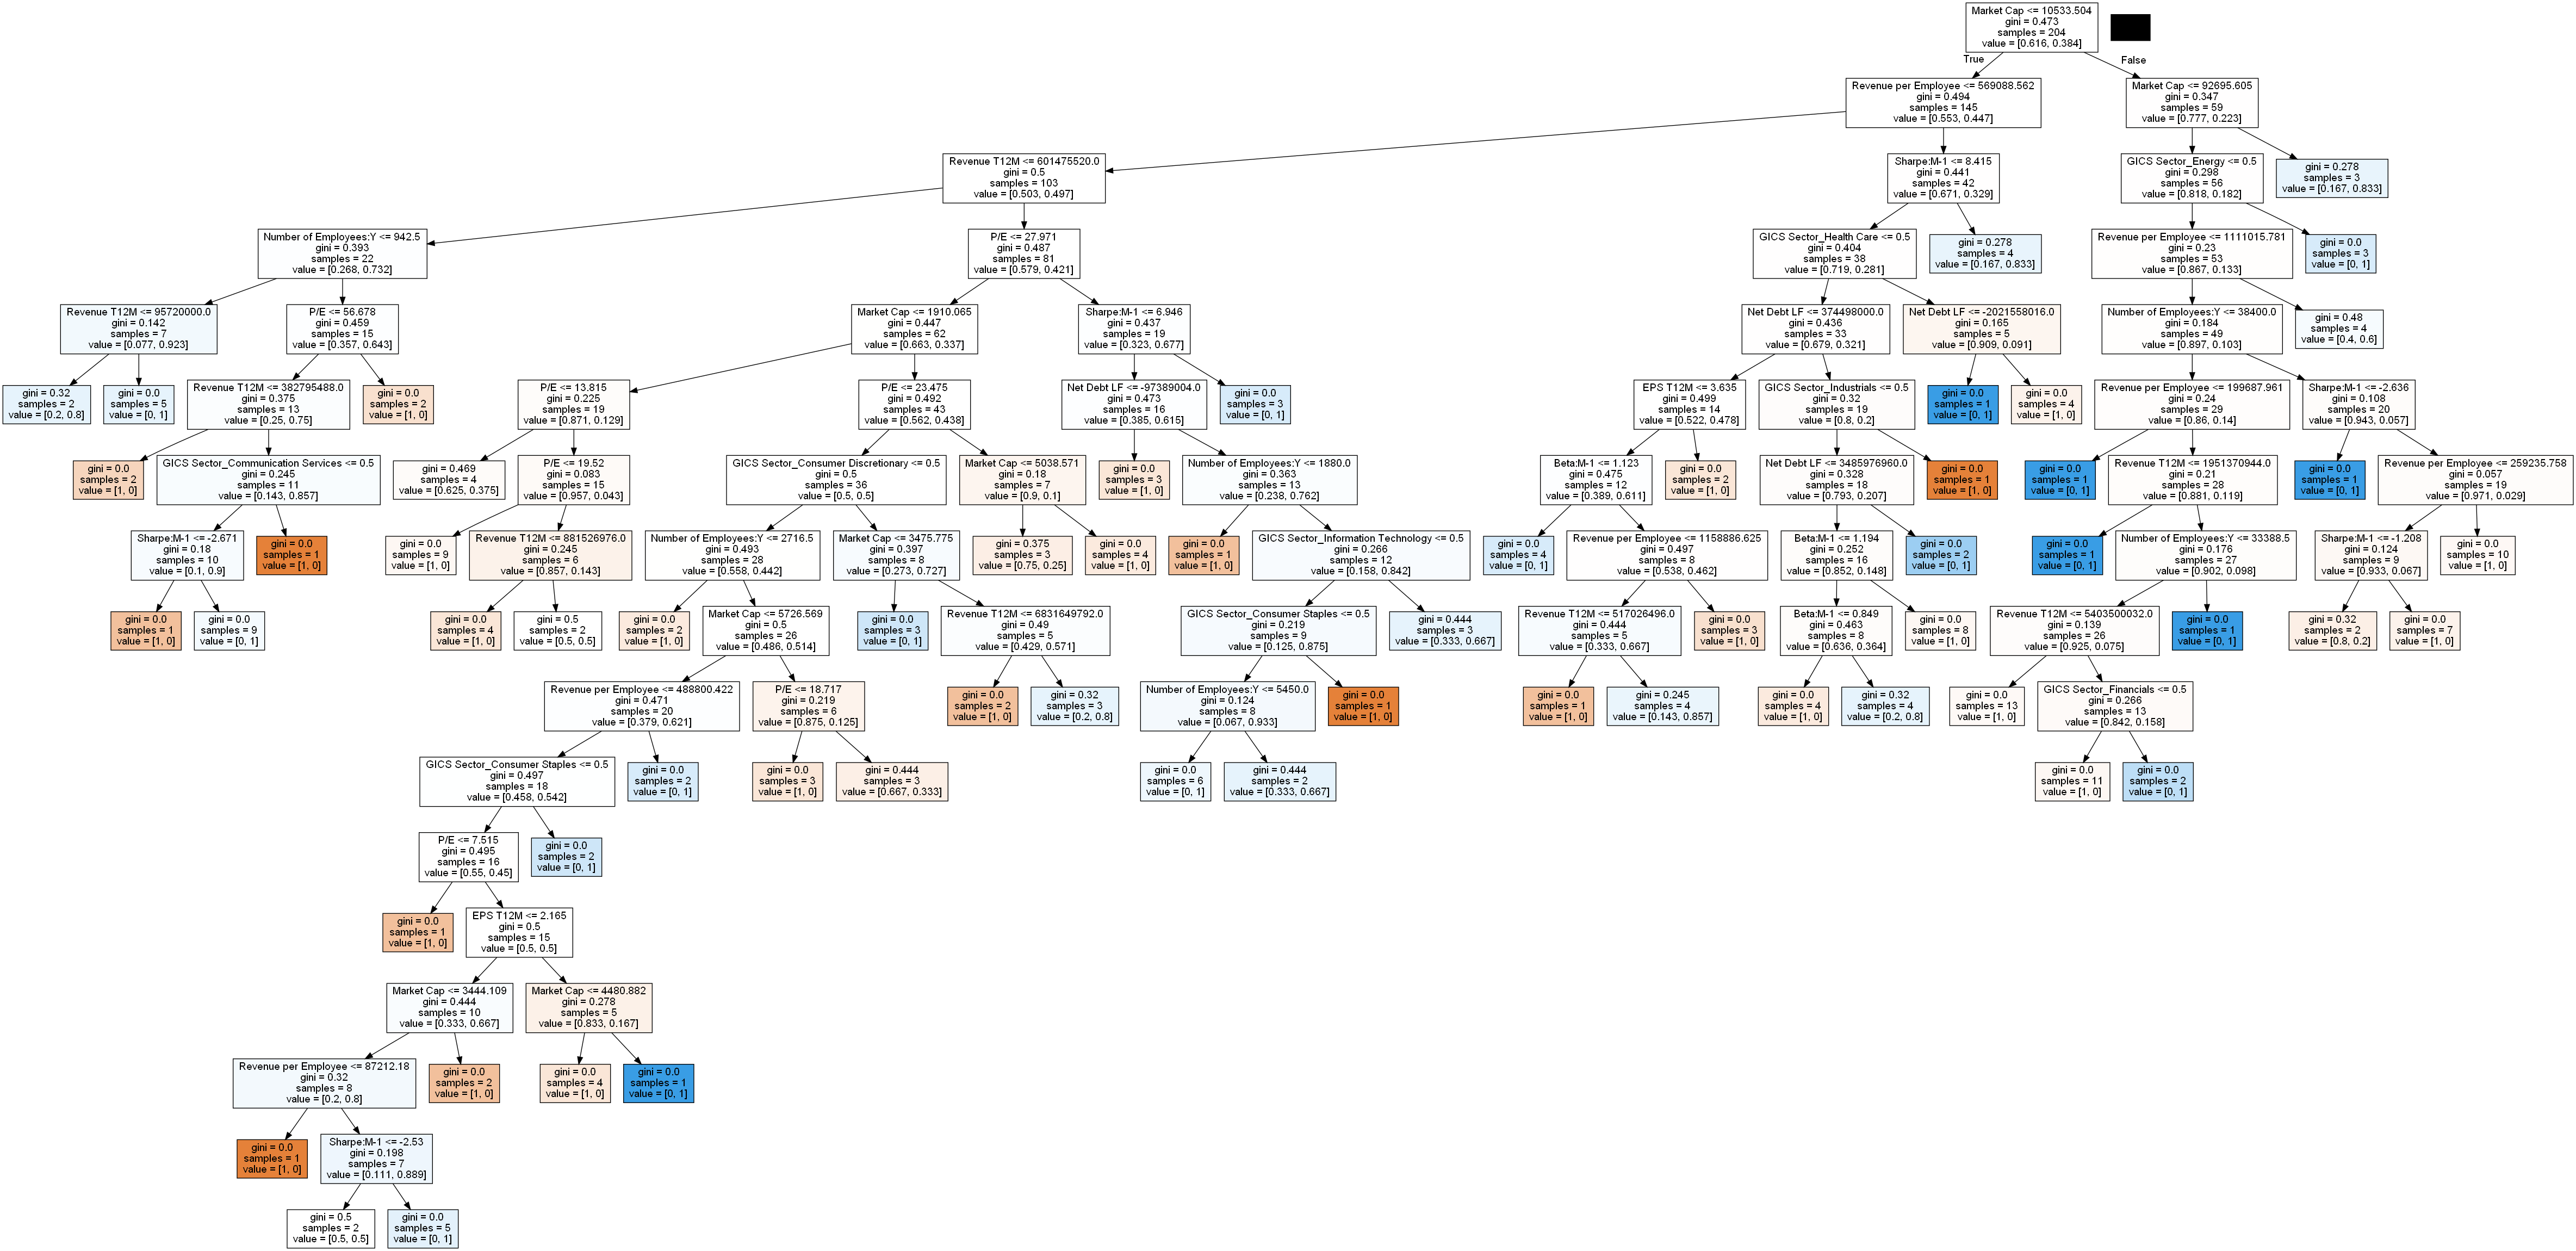 Market Cap <= 10533.504
gini = 0.473
samples = 204
value = [0.616, 0.384]
True
False
Revenue per Employee <= 569088.562
gini = 0.494
samples = 145
value = [0.553, 0.447]
Market Cap <= 92695.605
gini = 0.347
samples = 59
value = [0.777, 0.223]
Revenue T12M <= 601475520.0
gini = 0.5
samples = 103
value = [0.503, 0.497]
Sharpe:M-1 <= 8.415
gini = 0.441
samples = 42
value = [0.671, 0.329]
GICS Sector_Energy <= 0.5
gini = 0.298
samples = 56
value = [0.818, 0.182]
gini = 0.278
samples = 3
value = [0.167, 0.833]
Number of Employees:Y <= 942.5
gini = 0.393
samples = 22
value = [0.268, 0.732]
P/E <= 27.971
gini = 0.487
samples = 81
value = [0.579, 0.421]
GICS Sector_Health Care <= 0.5
gini = 0.404
samples = 38
value = [0.719, 0.281]
gini = 0.278
samples = 4
value = [0.167, 0.833]
Revenue per Employee <= 1111015.781
gini = 0.23
samples = 53
value = [0.867, 0.133]
gini = 0.0
samples = 3
value = [0, 1]
Revenue T12M <= 95720000.0
gini = 0.142
samples = 7
value = [0.077, 0.923]
P/E <= 56.678
gini = 0.459
samples = 15
value = [0.357, 0.643]
Market Cap <= 1910.065
gini = 0.447
samples = 62
value = [0.663, 0.337]
Sharpe:M-1 <= 6.946
gini = 0.437
samples = 19
value = [0.323, 0.677]
Net Debt LF <= 374498000.0
gini = 0.436
samples = 33
value = [0.679, 0.321]
Net Debt LF <= -2021558016.0
gini = 0.165
samples = 5
value = [0.909, 0.091]
Number of Employees:Y <= 38400.0
gini = 0.184
samples = 49
value = [0.897, 0.103]
gini = 0.48
samples = 4
value = [0.4, 0.6]
gini = 0.32
samples = 2
value = [0.2, 0.8]
gini = 0.0
samples = 5
value = [0, 1]
Revenue T12M <= 382795488.0
gini = 0.375
samples = 13
value = [0.25, 0.75]
gini = 0.0
samples = 2
value = [1, 0]
P/E <= 13.815
gini = 0.225
samples = 19
value = [0.871, 0.129]
P/E <= 23.475
gini = 0.492
samples = 43
value = [0.562, 0.438]
Net Debt LF <= -97389004.0
gini = 0.473
samples = 16
value = [0.385, 0.615]
gini = 0.0
samples = 3
value = [0, 1]
EPS T12M <= 3.635
gini = 0.499
samples = 14
value = [0.522, 0.478]
GICS Sector_Industrials <= 0.5
gini = 0.32
samples = 19
value = [0.8, 0.2]
gini = 0.0
samples = 1
value = [0, 1]
gini = 0.0
samples = 4
value = [1, 0]
Revenue per Employee <= 199687.961
gini = 0.24
samples = 29
value = [0.86, 0.14]
Sharpe:M-1 <= -2.636
gini = 0.108
samples = 20
value = [0.943, 0.057]
gini = 0.0
samples = 2
value = [1, 0]
GICS Sector_Communication Services <= 0.5
gini = 0.245
samples = 11
value = [0.143, 0.857]
gini = 0.469
samples = 4
value = [0.625, 0.375]
P/E <= 19.52
gini = 0.083
samples = 15
value = [0.957, 0.043]
GICS Sector_Consumer Discretionary <= 0.5
gini = 0.5
samples = 36
value = [0.5, 0.5]
Market Cap <= 5038.571
gini = 0.18
samples = 7
value = [0.9, 0.1]
gini = 0.0
samples = 3
value = [1, 0]
Number of Employees:Y <= 1880.0
gini = 0.363
samples = 13
value = [0.238, 0.762]
Beta:M-1 <= 1.123
gini = 0.475
samples = 12
value = [0.389, 0.611]
gini = 0.0
samples = 2
value = [1, 0]
Net Debt LF <= 3485976960.0
gini = 0.328
samples = 18
value = [0.793, 0.207]
gini = 0.0
samples = 1
value = [1, 0]
gini = 0.0
samples = 1
value = [0, 1]
Revenue T12M <= 1951370944.0
gini = 0.21
samples = 28
value = [0.881, 0.119]
gini = 0.0
samples = 1
value = [0, 1]
Revenue per Employee <= 259235.758
gini = 0.057
samples = 19
value = [0.971, 0.029]
Sharpe:M-1 <= -2.671
gini = 0.18
samples = 10
value = [0.1, 0.9]
gini = 0.0
samples = 1
value = [1, 0]
gini = 0.0
samples = 9
value = [1, 0]
Revenue T12M <= 881526976.0
gini = 0.245
samples = 6
value = [0.857, 0.143]
Number of Employees:Y <= 2716.5
gini = 0.493
samples = 28
value = [0.558, 0.442]
Market Cap <= 3475.775
gini = 0.397
samples = 8
value = [0.273, 0.727]
gini = 0.375
samples = 3
value = [0.75, 0.25]
gini = 0.0
samples = 4
value = [1, 0]
gini = 0.0
samples = 1
value = [1, 0]
GICS Sector_Information Technology <= 0.5
gini = 0.266
samples = 12
value = [0.158, 0.842]
gini = 0.0
samples = 4
value = [0, 1]
Revenue per Employee <= 1158886.625
gini = 0.497
samples = 8
value = [0.538, 0.462]
Beta:M-1 <= 1.194
gini = 0.252
samples = 16
value = [0.852, 0.148]
gini = 0.0
samples = 2
value = [0, 1]
gini = 0.0
samples = 1
value = [0, 1]
Number of Employees:Y <= 33388.5
gini = 0.176
samples = 27
value = [0.902, 0.098]
Sharpe:M-1 <= -1.208
gini = 0.124
samples = 9
value = [0.933, 0.067]
gini = 0.0
samples = 10
value = [1, 0]
gini = 0.0
samples = 1
value = [1, 0]
gini = 0.0
samples = 9
value = [0, 1]
gini = 0.0
samples = 4
value = [1, 0]
gini = 0.5
samples = 2
value = [0.5, 0.5]
gini = 0.0
samples = 2
value = [1, 0]
Market Cap <= 5726.569
gini = 0.5
samples = 26
value = [0.486, 0.514]
gini = 0.0
samples = 3
value = [0, 1]
Revenue T12M <= 6831649792.0
gini = 0.49
samples = 5
value = [0.429, 0.571]
GICS Sector_Consumer Staples <= 0.5
gini = 0.219
samples = 9
value = [0.125, 0.875]
gini = 0.444
samples = 3
value = [0.333, 0.667]
Revenue T12M <= 517026496.0
gini = 0.444
samples = 5
value = [0.333, 0.667]
gini = 0.0
samples = 3
value = [1, 0]
Beta:M-1 <= 0.849
gini = 0.463
samples = 8
value = [0.636, 0.364]
gini = 0.0
samples = 8
value = [1, 0]
Revenue T12M <= 5403500032.0
gini = 0.139
samples = 26
value = [0.925, 0.075]
gini = 0.0
samples = 1
value = [0, 1]
gini = 0.32
samples = 2
value = [0.8, 0.2]
gini = 0.0
samples = 7
value = [1, 0]
Revenue per Employee <= 488800.422
gini = 0.471
samples = 20
value = [0.379, 0.621]
P/E <= 18.717
gini = 0.219
samples = 6
value = [0.875, 0.125]
gini = 0.0
samples = 2
value = [1, 0]
gini = 0.32
samples = 3
value = [0.2, 0.8]
Number of Employees:Y <= 5450.0
gini = 0.124
samples = 8
value = [0.067, 0.933]
gini = 0.0
samples = 1
value = [1, 0]
gini = 0.0
samples = 1
value = [1, 0]
gini = 0.245
samples = 4
value = [0.143, 0.857]
gini = 0.0
samples = 4
value = [1, 0]
gini = 0.32
samples = 4
value = [0.2, 0.8]
gini = 0.0
samples = 13
value = [1, 0]
GICS Sector_Financials <= 0.5
gini = 0.266
samples = 13
value = [0.842, 0.158]
GICS Sector_Consumer Staples <= 0.5
gini = 0.497
samples = 18
value = [0.458, 0.542]
gini = 0.0
samples = 2
value = [0, 1]
gini = 0.0
samples = 3
value = [1, 0]
gini = 0.444
samples = 3
value = [0.667, 0.333]
gini = 0.0
samples = 6
value = [0, 1]
gini = 0.444
samples = 2
value = [0.333, 0.667]
gini = 0.0
samples = 11
value = [1, 0]
gini = 0.0
samples = 2
value = [0, 1]
P/E <= 7.515
gini = 0.495
samples = 16
value = [0.55, 0.45]
gini = 0.0
samples = 2
value = [0, 1]
gini = 0.0
samples = 1
value = [1, 0]
EPS T12M <= 2.165
gini = 0.5
samples = 15
value = [0.5, 0.5]
Market Cap <= 3444.109
gini = 0.444
samples = 10
value = [0.333, 0.667]
Market Cap <= 4480.882
gini = 0.278
samples = 5
value = [0.833, 0.167]
Revenue per Employee <= 87212.18
gini = 0.32
samples = 8
value = [0.2, 0.8]
gini = 0.0
samples = 2
value = [1, 0]
gini = 0.0
samples = 4
value = [1, 0]
gini = 0.0
samples = 1
value = [0, 1]
gini = 0.0
samples = 1
value = [1, 0]
Sharpe:M-1 <= -2.53
gini = 0.198
samples = 7
value = [0.111, 0.889]
gini = 0.5
samples = 2
value = [0.5, 0.5]
gini = 0.0
samples = 5
value = [0, 1]